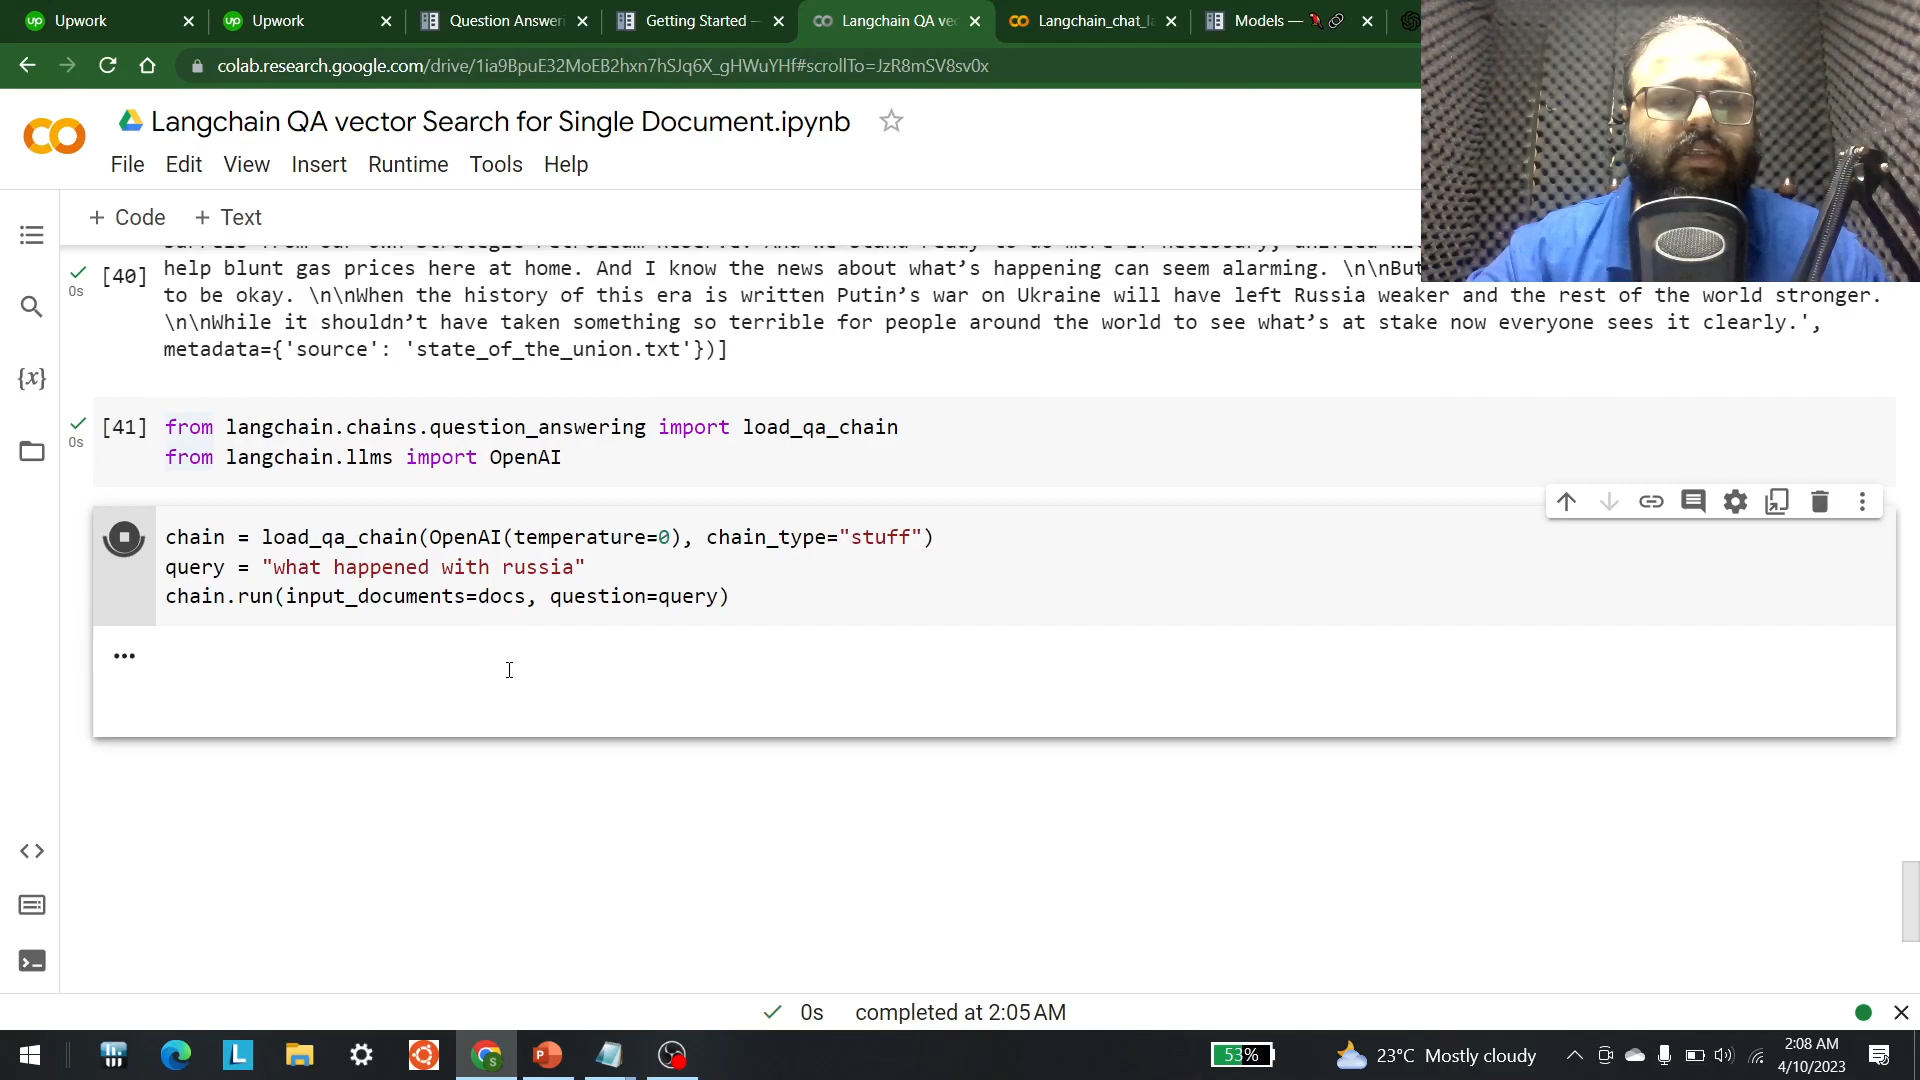 Upwork
Upwork
Question Answeri
Getting Started —
Langchain QA vec
Langchain_chat_l
Models —
colab.research.google.com/drive/1ia9BpuE32MoEB2hxn7hSJq6X_gHWuYHf#scrollTo=JzR8mSV8sv0x
Langchain QA vector Search for Single Document.ipynb
File Edit View Insert Runtime Tools Help
+ Code + Text
[40]
0s
help blunt gas prices here at home. And I know the news about what’s happening can seem alarming. \n\nBut
to be okay. \n\nWhen the history of this era is written Putin’s war on Ukraine will have left Russia weaker and the rest of the world stronger.
\n\nWhile it shouldn’t have taken something so terrible for people around the world to see what’s at stake now everyone sees it clearly.',
metadata={'source': 'state_of_the_union.txt'})]
[41] from langchain.chains.question_answering import load_qa_chain
0s
from langchain.llms import OpenAI
chain = load_qa_chain(OpenAI(temperature=0), chain_type="stuff")
query = "what happened with russia"
chain.run(input_documents=docs, question=query)
0s completed at 2:05 AM
53%
23°C Mostly cloudy
2:08 AM
4/10/2023